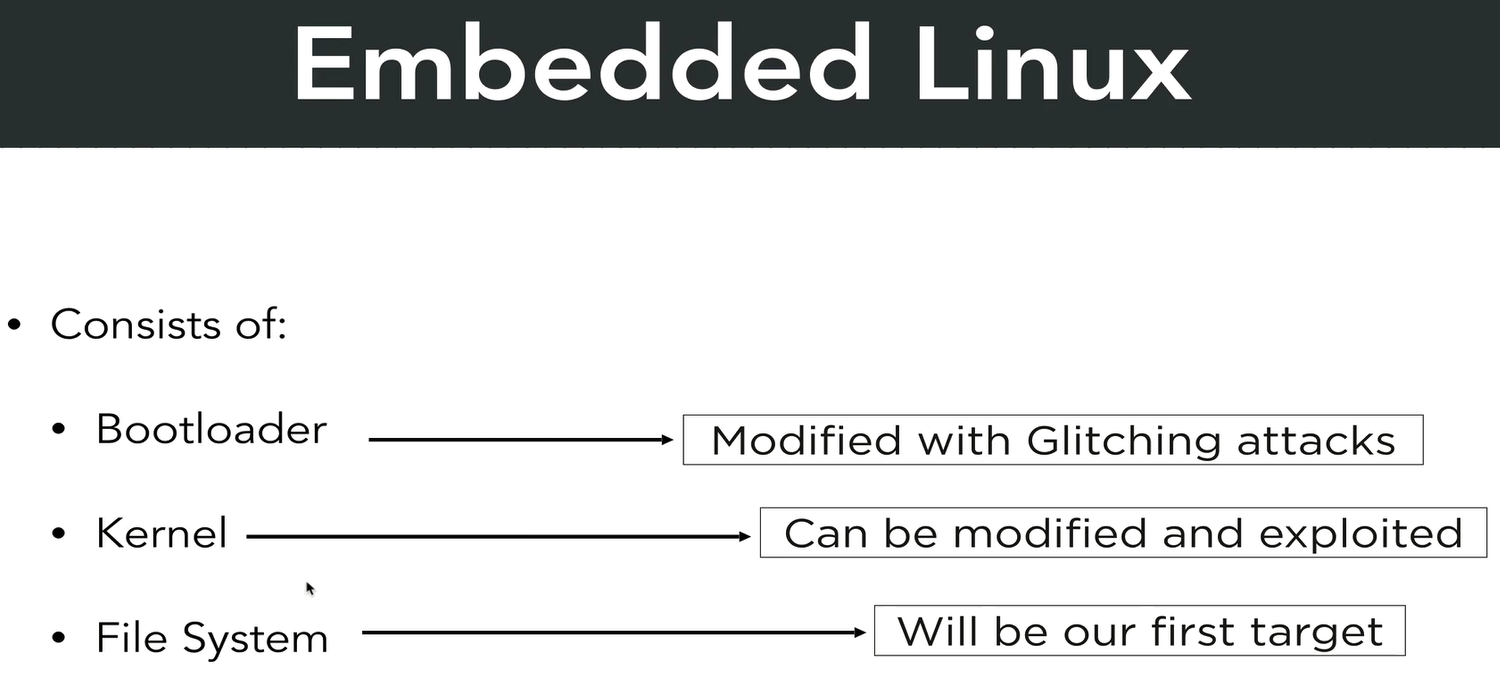 Embedded Linux
• Consists of:
• Bootloader
Modified with Glitching attacks
• Kernel
Can be modified and exploited
• File System
Will be our first target